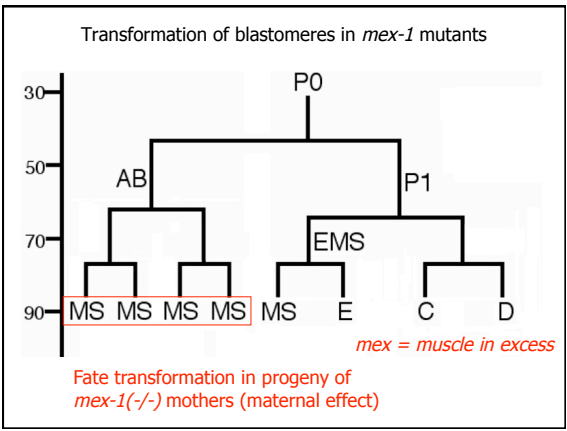 Transformation of blastomeres in mex-1 mutants
P0
30
50
AB
P1
70
EMS
90
MS MS MS MS MS E C D
mex = muscle in excess
Fate transformation in progeny of
mex-1(-/-) mothers (maternal effect)